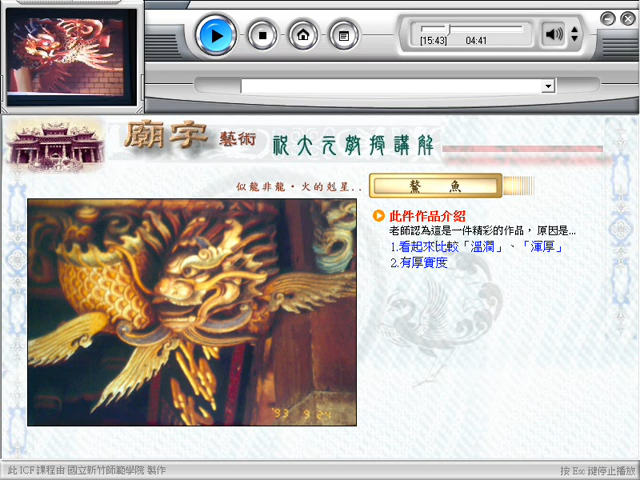 [15:43]
04:41
廟宇
藝術
祝大元教授講解
似龍非龍・火的剋星..
鰲魚
此件作品介紹
老師認為這是一件精彩的作品，原因是...
1.看起來比較「溫潤」、「渾厚」
2.有厚實度
'93 9 24
此 ICF 課程由 國立新竹師範學院 製作
按 Esc 鍵停止播放